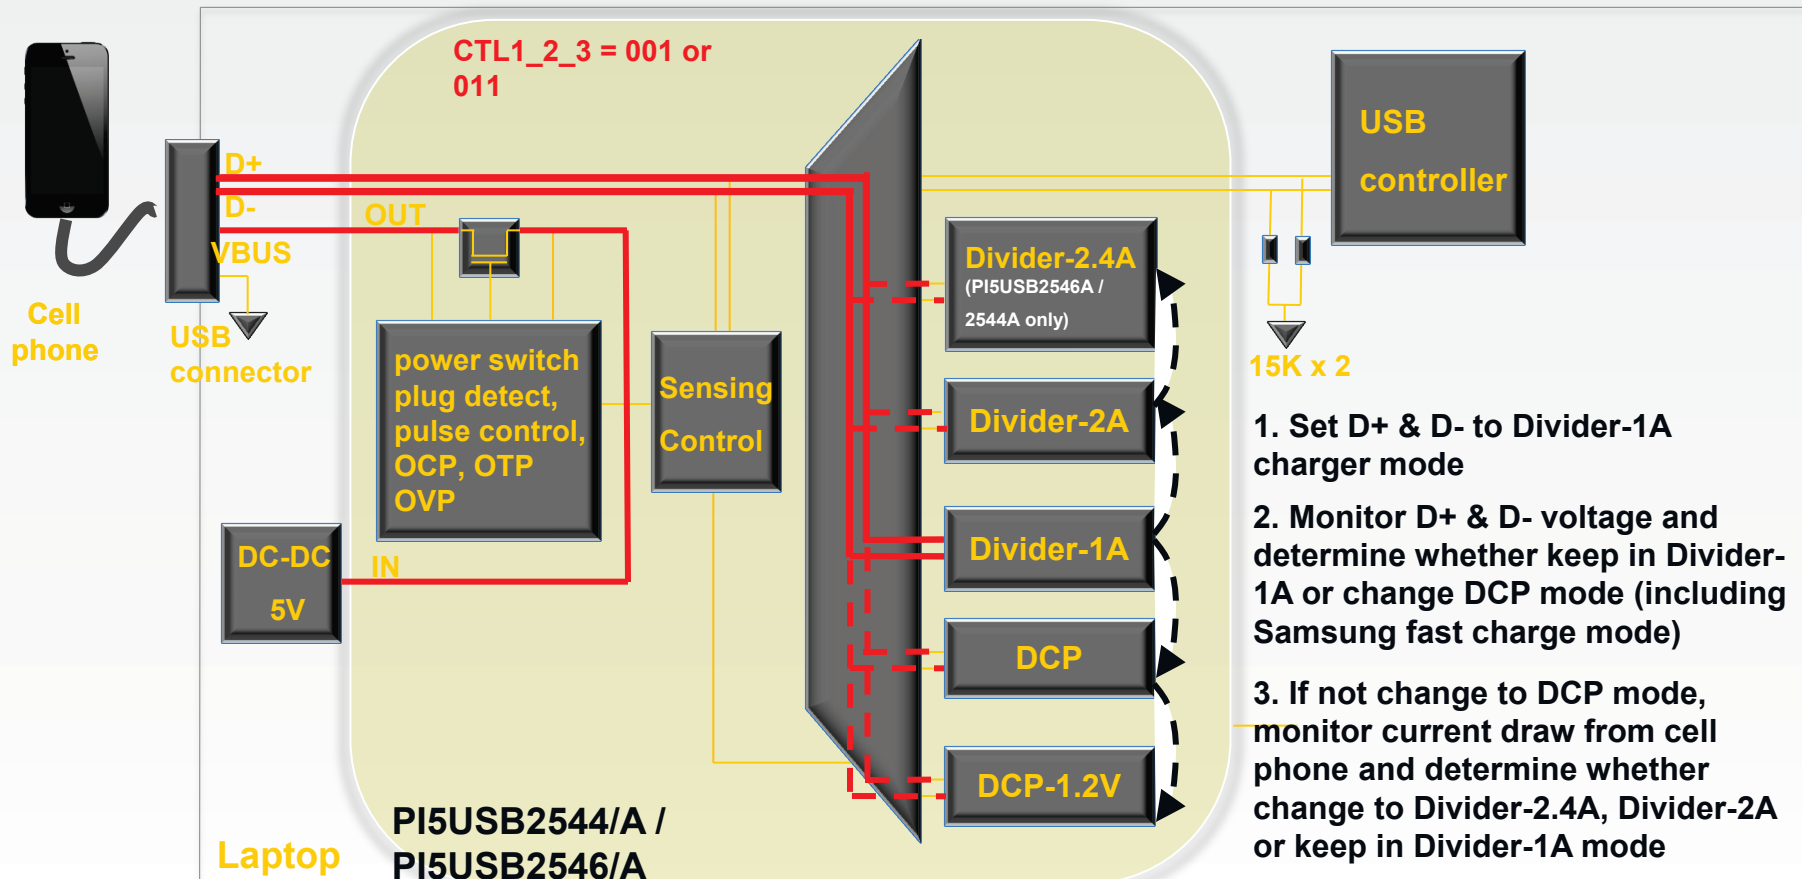 CTL1_2_3 = 001 or
011
D+
D-
VBUS
OUT
IN
Cell
phone
USB
connector
power switch
plug detect,
pulse control,
OCP, OTP
OVP
Sensing
Control
DC-DC
5V
Divider-2.4A
(PI5USB2546A /
2544A only)
Divider-2A
Divider-1A
DCP
DCP-1.2V
USB
controller
15K x 2
1. Set D+ & D- to Divider-1A
charger mode
2. Monitor D+ & D- voltage and
determine whether keep in Divider-
1A or change DCP mode (including
Samsung fast charge mode)
3. If not change to DCP mode,
monitor current draw from cell
phone and determine whether
change to Divider-2.4A, Divider-2A
or keep in Divider-1A mode
Laptop
PI5USB2544/A /
PI5USB2546/A